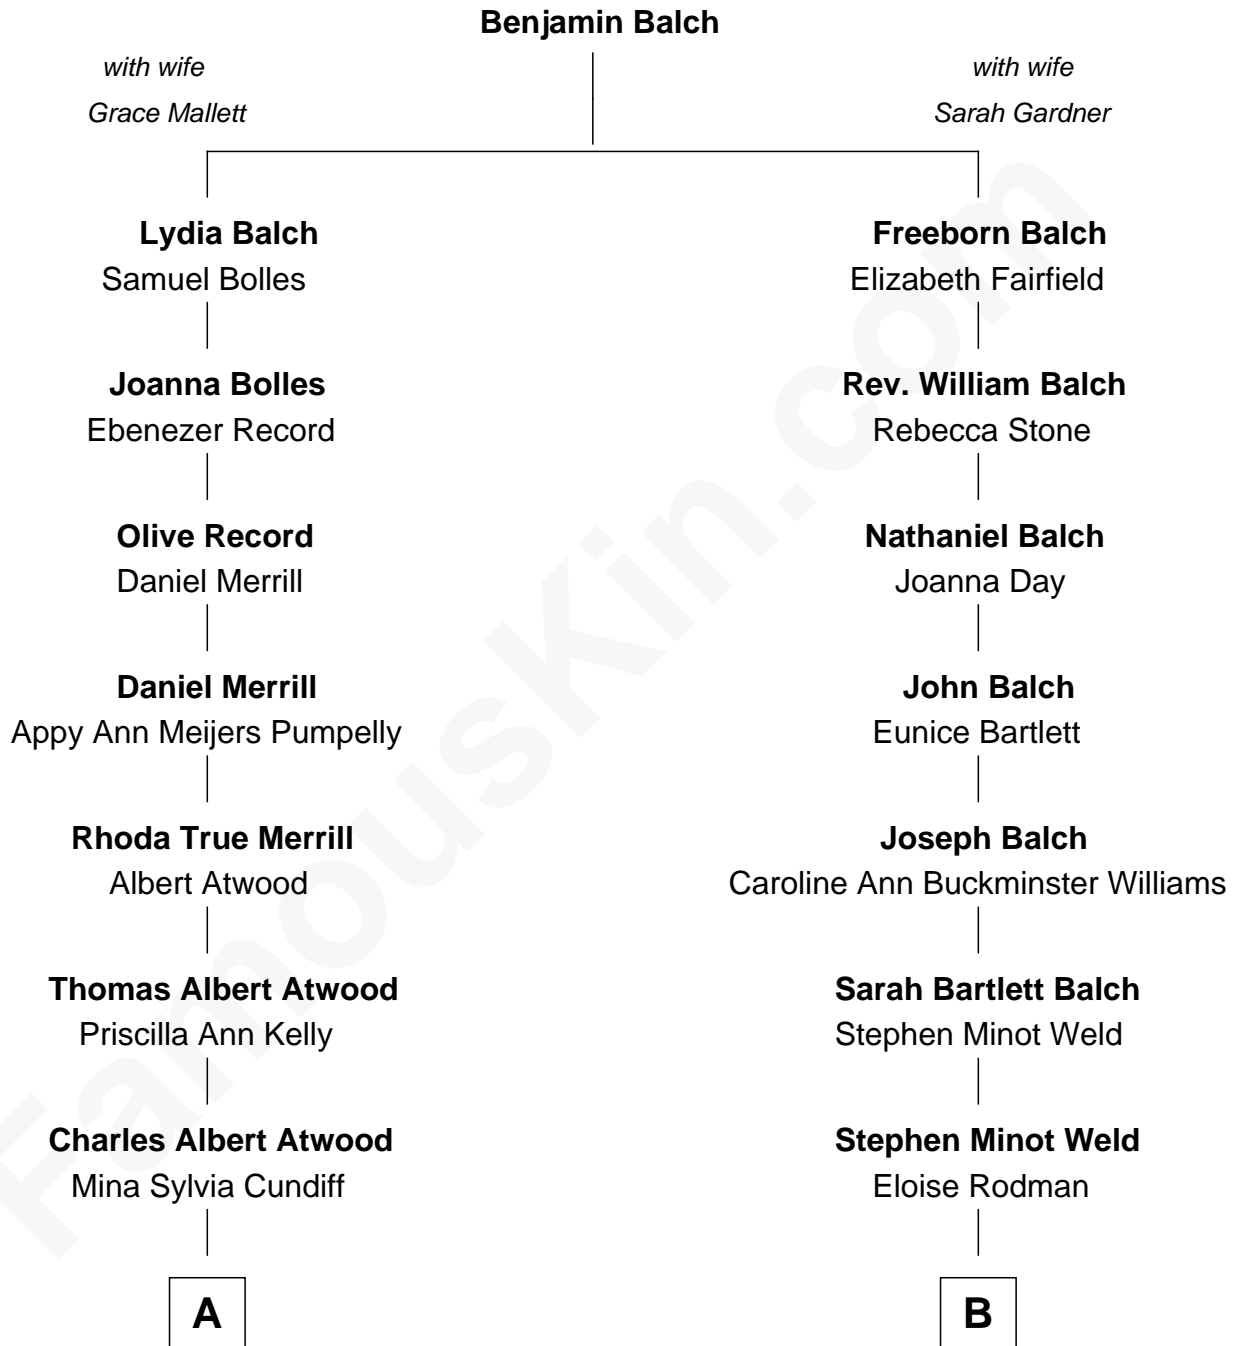 Benjamin Balch
with wife
Grace Mallett
with wife
Sarah Gardner
Lydia Balch
Samuel Bolles
Freeborn Balch
Elizabeth Fairfield
Joanna Bolles
Ebenezer Record
Rev. William Balch
Rebecca Stone
Olive Record
Daniel Merrill
Nathaniel Balch
Joanna Day
Daniel Merrill
Appy Ann Meijers Pumpelly
John Balch
Eunice Bartlett
Rhoda True Merrill
Albert Atwood
Joseph Balch
Caroline Ann Buckminster Williams
Thomas Albert Atwood
Priscilla Ann Kelly
Sarah Bartlett Balch
Stephen Minot Weld
Charles Albert Atwood
Mina Sylvia Cundiff
Stephen Minot Weld
Eloise Rodman
A
B
FamousKin.com